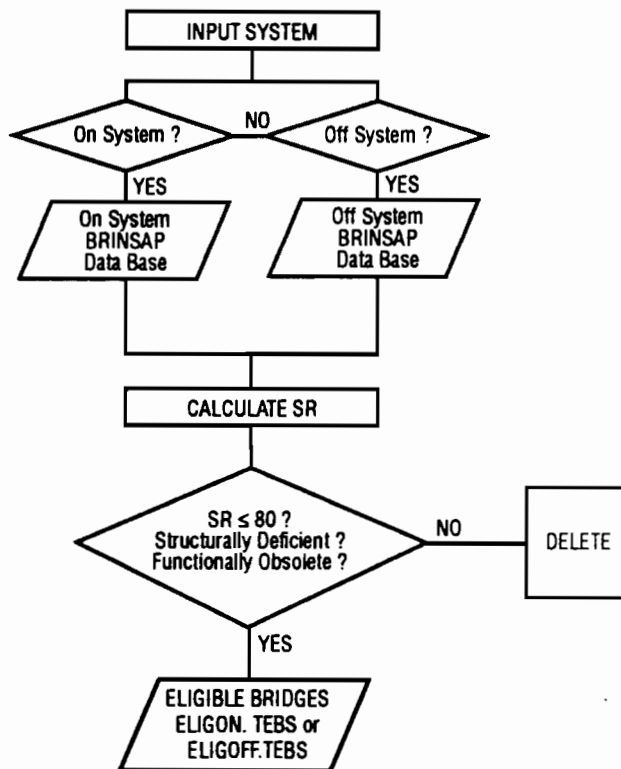 INPUT SYSTEM
On System ?
NO
Off System ?
YES
YES
On System
BRINSAP
Data Base
Off System
BRINSAP
Data Base
CALCULATE SR
SR ≤ 80 ?
Structurally Deficient ?
Functionally Obsolete ?
NO
DELETE
YES
ELIGIBLE BRIDGES
ELIGON. TEBS or
ELIGOFF.TEBS